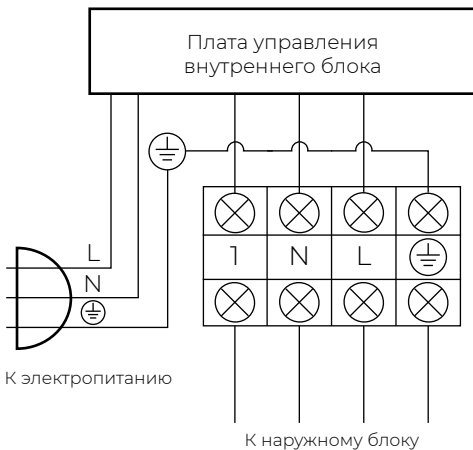 Плата управления
внутреннего блока
L
N
1 N L
К электропитанию
К наружному блоку